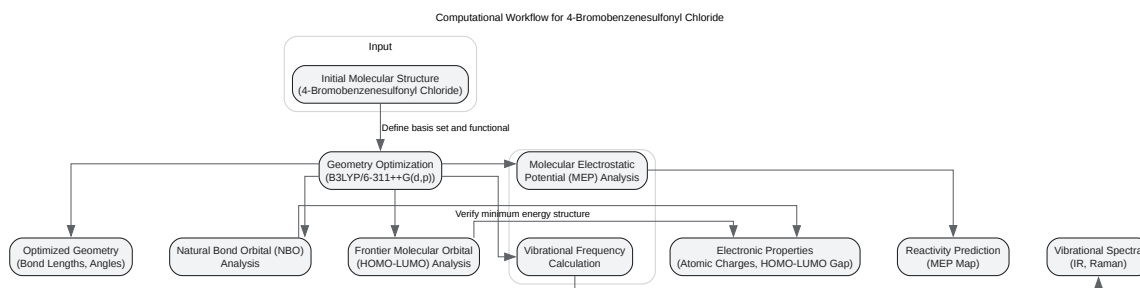 Computational Workflow for 4-Bromobenzenesulfonyl Chloride
Input
Initial Molecular Structure
(4-Bromobenzenesulfonyl Chloride)
Define basis set and functional
Geometry Optimization
(B3LYP/6-311++G(d,p))
Molecular Electrostatic
Potential (MEP) Analysis
Verify minimum energy structure
Optimized Geometry
(Bond Lengths, Angles)
Natural Bond Orbital (NBO)
Analysis
Frontier Molecular Orbital
(HOMO-LUMO) Analysis
Vibrational Frequency
Calculation
Electronic Properties
(Atomic Charges, HOMO-LUMO Gap)
Reactivity Prediction
(MEP Map)
Vibrational Spectra
(IR, Raman)